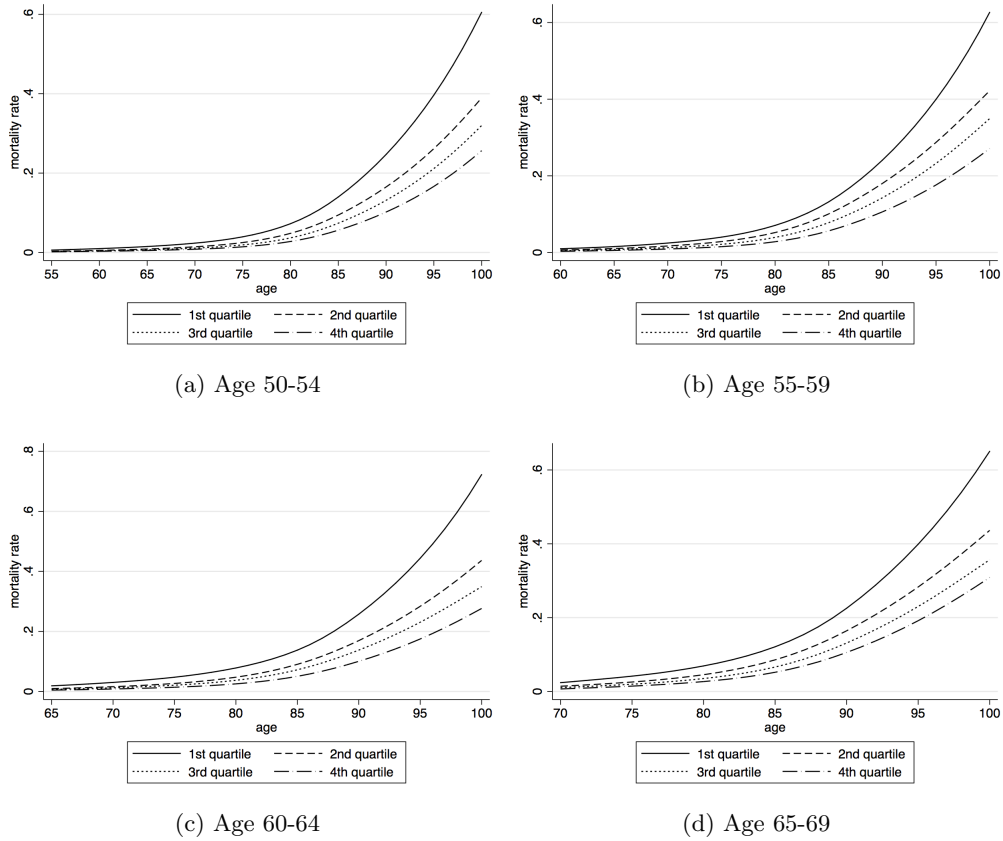 .6
.4
.2
0
mortality rate
55 60 65 70 75 80 85 90 95 100
age
1st quartile 2nd quartile
3rd quartile 4th quartile
(a) Age 50-54
.6
.4
.2
0
mortality rate
60 65 70 75 80 85 90 95 100
age
1st quartile 2nd quartile
3rd quartile 4th quartile
(b) Age 55-59
.8
.6
.4
.2
0
mortality rate
65 70 75 80 85 90 95 100
age
1st quartile 2nd quartile
3rd quartile 4th quartile
(c) Age 60-64
.6
.4
.2
0
mortality rate
70 75 80 85 90 95 100
age
1st quartile 2nd quartile
3rd quartile 4th quartile
(d) Age 65-69